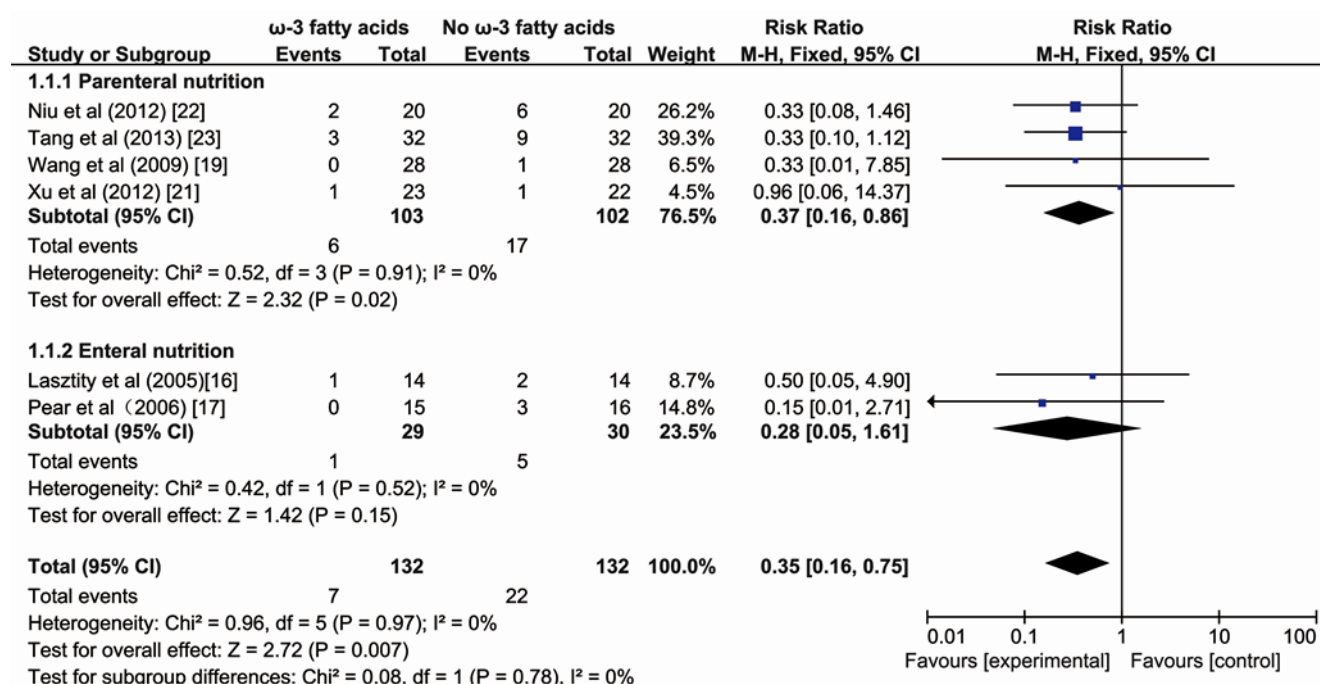 ω-3 fatty acids No ω-3 fatty acids Risk Ratio Risk Ratio
Study or Subgroup Events Total Events Total Weight M-H, Fixed, 95% CI M-H, Fixed, 95% CI
1.1.1 Parenteral nutrition
Niu et al (2012) [22] 2 20 6 20 26.2% 0.33 [0.08, 1.46]
Tang et al (2013) [23] 3 32 9 32 39.3% 0.33 [0.10, 1.12]
Wang et al (2009) [19] 0 28 1 28 6.5% 0.33 [0.01, 7.85]
Xu et al (2012) [21] 1 23 1 22 4.5% 0.96 [0.06, 14.37]
Subtotal (95% CI) 103 102 76.5% 0.37 [0.16, 0.86]
Total events 6 17
Heterogeneity: Chi² = 0.52, df = 3 (P = 0.91); I² = 0%
Test for overall effect: Z = 2.32 (P = 0.02)
1.1.2 Enteral nutrition
Lasztity et al (2005)[16] 1 14 2 14 8.7% 0.50 [0.05, 4.90]
Pear et al（2006) [17] 0 15 3 16 14.8% 0.15 [0.01, 2.71]
Subtotal (95% CI) 29 30 23.5% 0.28 [0.05, 1.61]
Total events 1 5
Heterogeneity: Chi² = 0.42, df = 1 (P = 0.52); I² = 0%
Test for overall effect: Z = 1.42 (P = 0.15)
Total (95% CI) 132 132 100.0% 0.35 [0.16, 0.75]
Total events 7 22
Heterogeneity: Chi² = 0.96, df = 5 (P = 0.97); I² = 0%
Test for overall effect: Z = 2.72 (P = 0.007)
Test for subgroup differences: Chi² = 0.08, df = 1 (P = 0.78), I² = 0%
0.01 0.1 1 10 100
Favours [experimental] Favours [control]